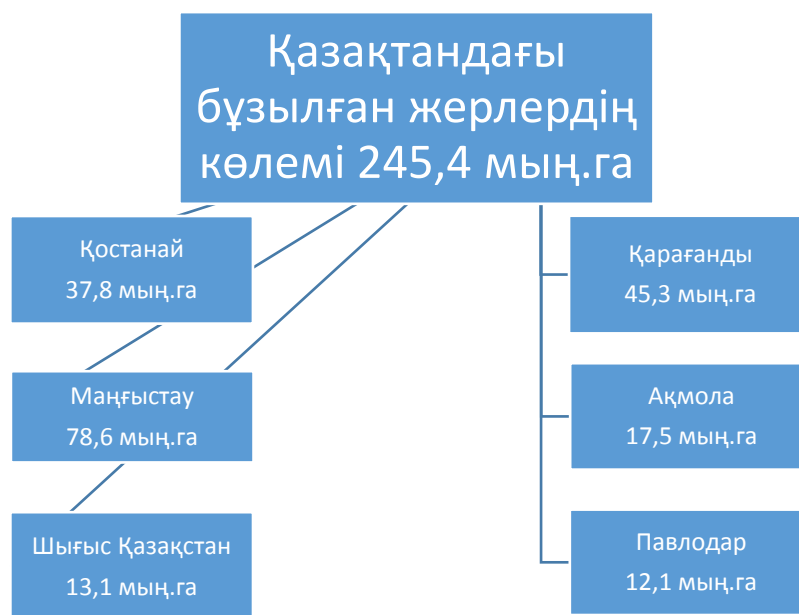 Қазақтандағы
бұзылған жерлердің
көлемі 245,4 мың.га
Қостанай
37,8 мың.га
Маңғыстау
78,6 мың.га
Шығыс Қазақстан
13,1 мың.га
Қарағанды
45,3 мың.га
Ақмола
17,5 мың.га
Павлодар
12,1 мың.га